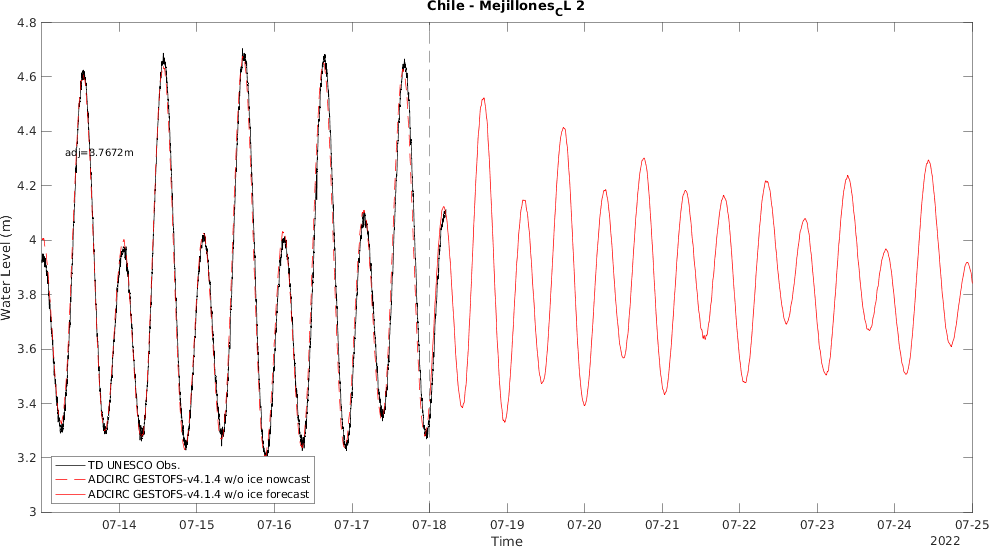 Chile - Mejillones_CL 2
Water Level (m)
4.8
4.6
4.4
4.2
4
3.8
3.6
3.4
3.2
3
adj=3.7672m
TD UNESCO Obs.
ADCIRC GESTOFS-v4.1.4 w/o ice nowcast
ADCIRC GESTOFS-v4.1.4 w/o ice forecast
07-14 07-15 07-16 07-17 07-18 07-19 07-20 07-21 07-22 07-23 07-24 07-25
Time
2022